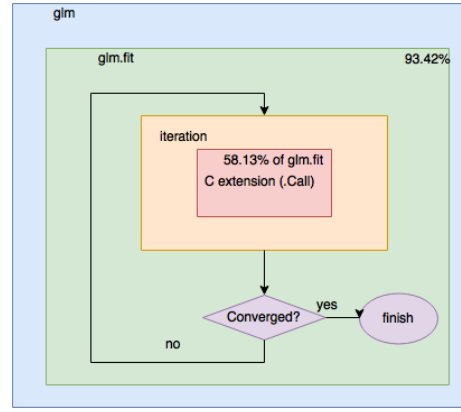 glm
glm.fit
93.42%
iteration
58.13% of glm.fit
C extension (.Call)
Converged?
yes
finish
no